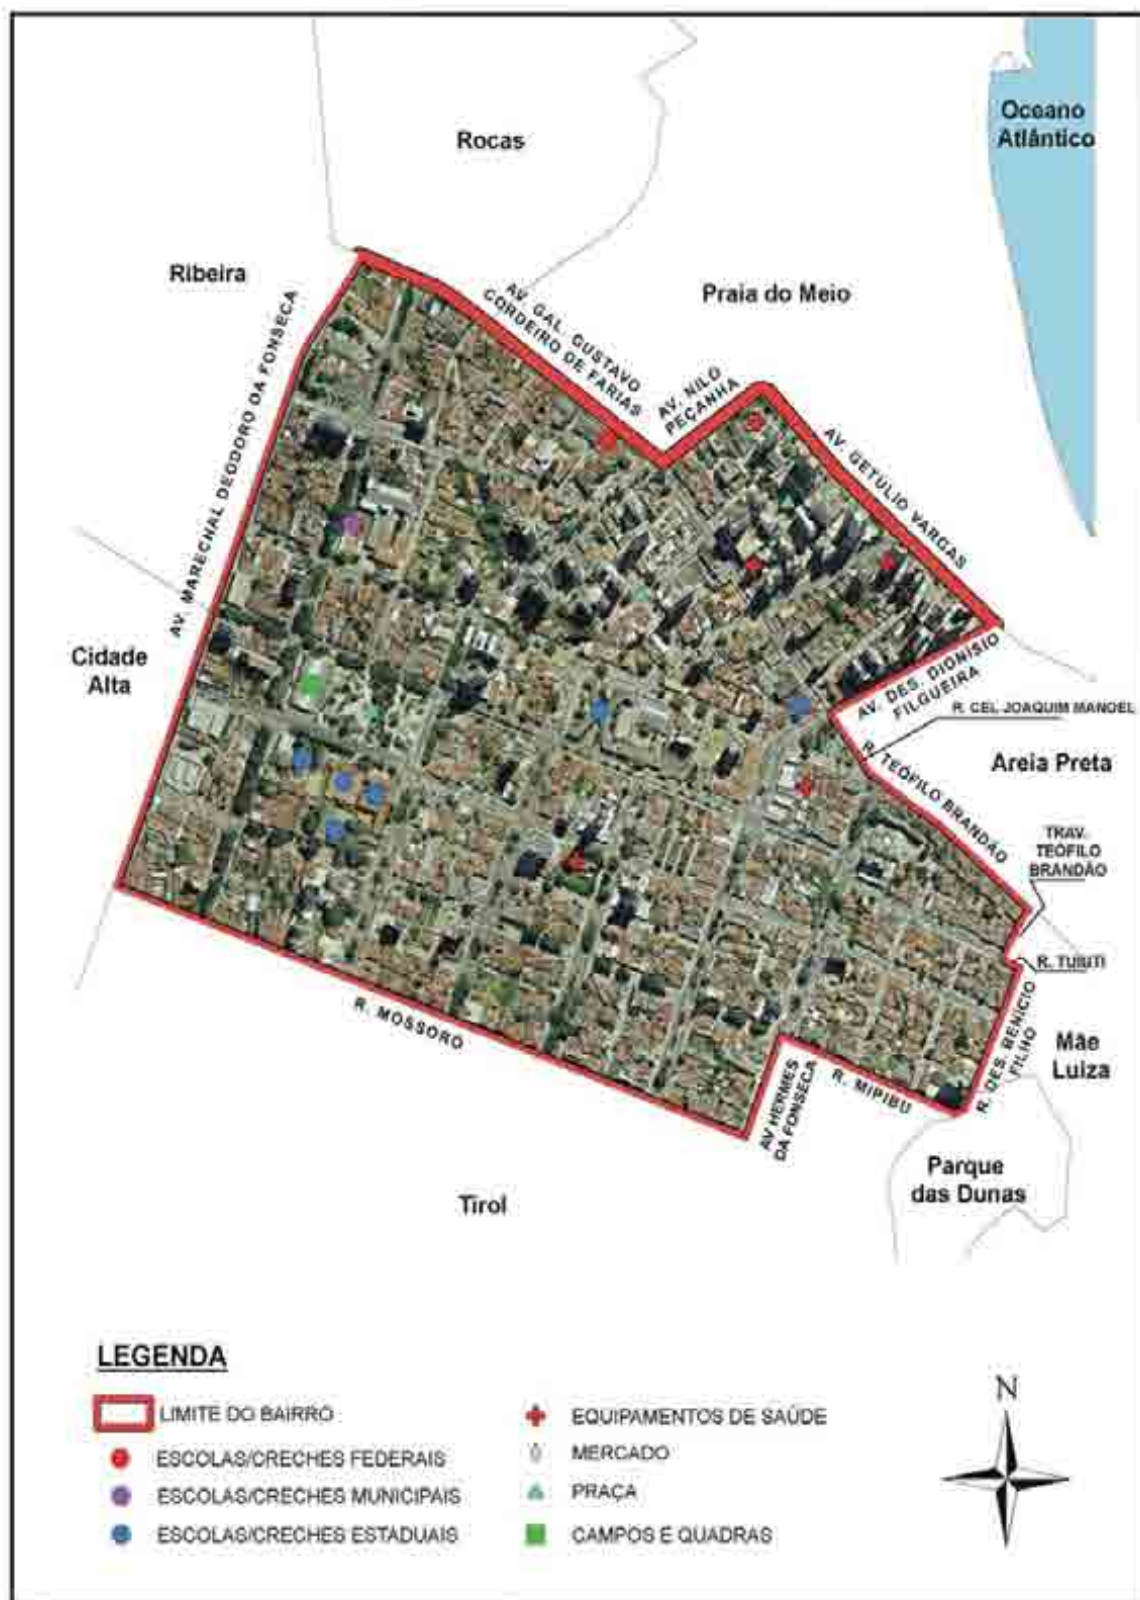 Oceano
Atlântico
Rocas
Ribeira
Praia do Meio
AV. GAL. GUSTAVO
CORDEIRO DE FARIAS
AV. NILO
PEÇANHA
AV. GETÚLIO VARGAS
AV. MARECHAL DEODORO DA FONSECA
Cidade
Alta
AV. DES. DIONÍSIO
FILGUEIRA
R. CEL JOAQUIM MANOEL
R. TEÓFILO BRANDÃO
Areia Preta
TRAV.
TEÓFILO
BRANDÃO
R. TUIUTI
R. DES. BENÍCIO
FILHO
Mãe
Luiza
R. MOSSORO
AV HERMES
DA FONSECA
R. MIPIBU
Parque
das Dunas
Tirol
LEGENDA
LIMITE DO BAIRRO
ESCOLAS/CRECHES FEDERAIS
ESCOLAS/CRECHES MUNICIPAIS
ESCOLAS/CRECHES ESTADUAIS
EQUIPAMENTOS DE SAÚDE
MERCADO
PRAÇA
CAMPOS E QUADRAS
N